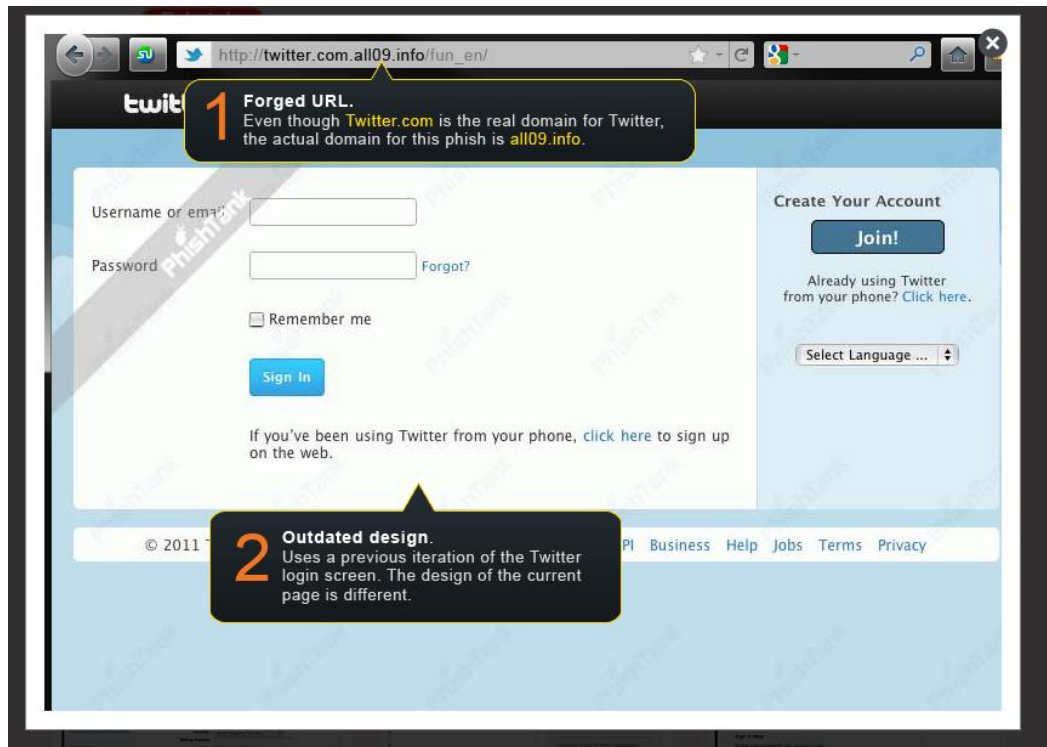 http://twitter.com.all09.info/fun_en/
twitt
1 Forged URL.
Even though Twitter.com is the real domain for Twitter,
the actual domain for this phish is all09.info.
PhishTank
Username or email
Password
Forgot?
Remember me
Sign In
If you've been using Twitter from your phone, click here to sign up
on the web.
Create Your Account
Join!
Already using Twitter
from your phone? Click here.
Select Language ...
2 Outdated design.
Uses a previous iteration of the Twitter
login screen. The design of the current
page is different.
© 2011 T
PI Business Help Jobs Terms Privacy